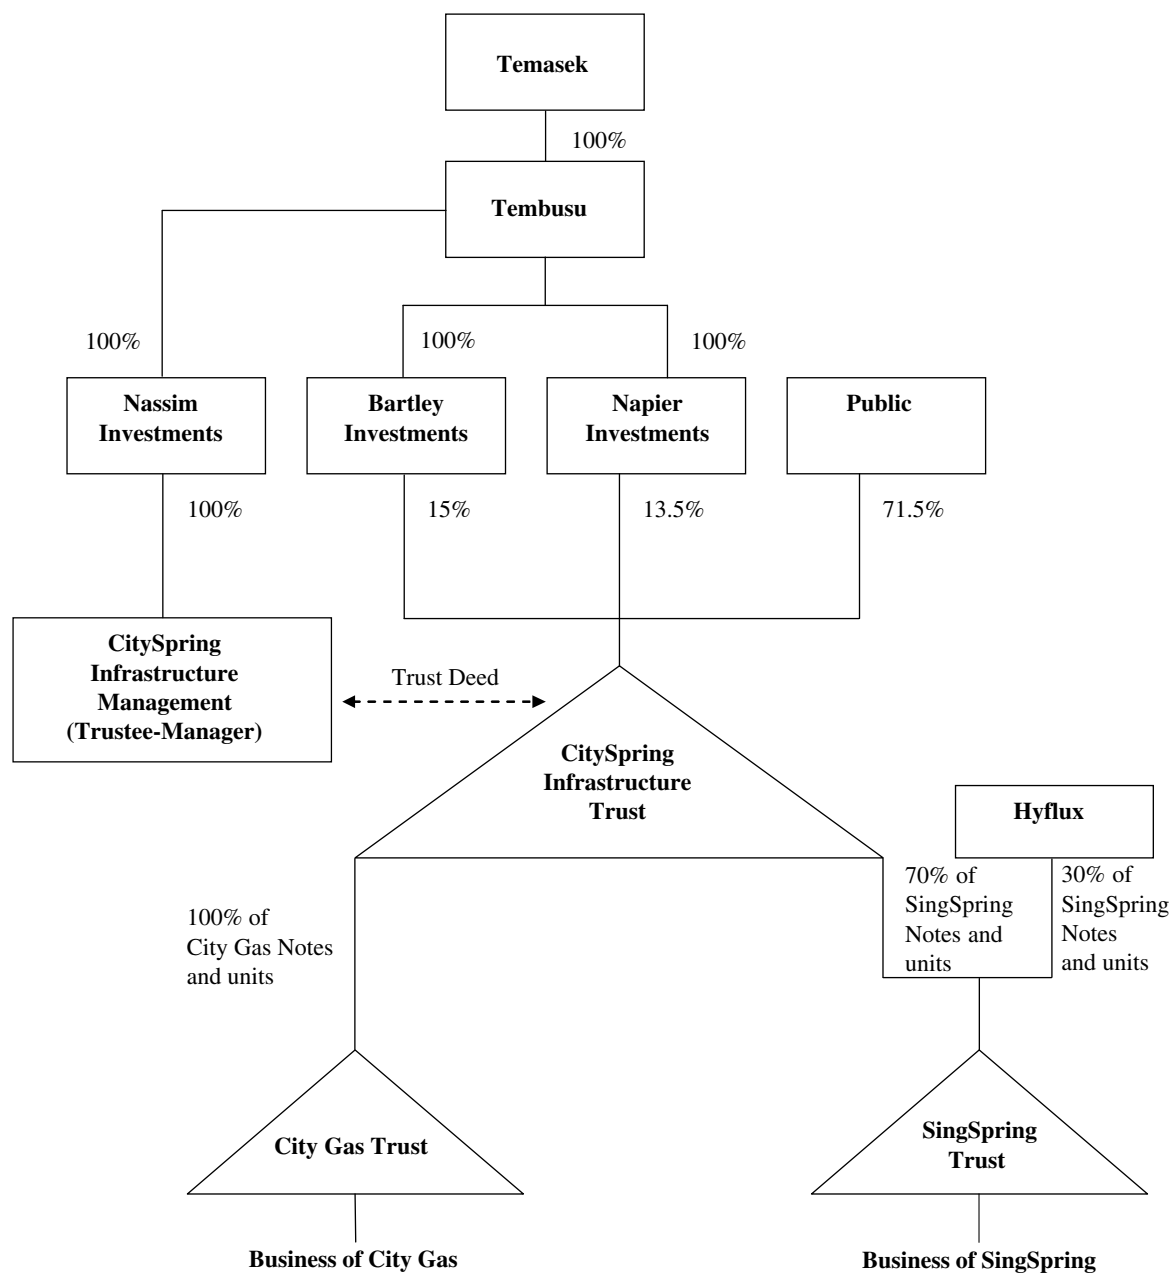 Temasek
100%
Tembusu
100%
100%
100%
Nassim
Investments
Bartley
Investments
Napier
Investments
Public
100%
15%
13.5%
71.5%
CitySpring
Infrastructure
Management
(Trustee-Manager)
Trust Deed
CitySpring
Infrastructure
Trust
Hyflux
100% of
City Gas Notes
and units
70% of
SingSpring
Notes and
units
30% of
SingSpring
Notes
and units
City Gas Trust
SingSpring
Trust
Business of City Gas
Business of SingSpring